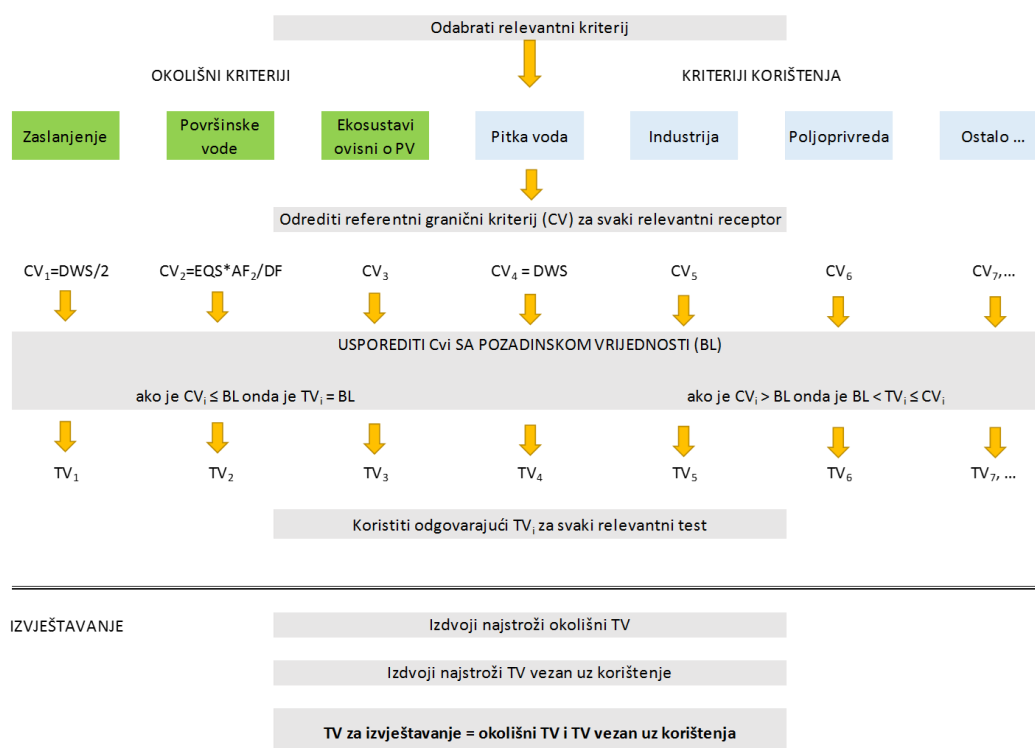 Odabrati relevantni kriterij
OKOLIŠNI KRITERIJI
KRITERIJI KORIŠTENJA
Zaslanjenje
Površinske
vode
Ekosustavi
ovisni o PV
Pitka voda
Industrija
Poljoprivreda
Ostalo ...
Odrediti referentni granični kriterij (CV) za svaki relevantni receptor
CV₁=DWS/2
CV₂=EQS*AF₂/DF
CV₃
CV₄ = DWS
CV₅
CV₆
CV₇,...
USPOREDITI Cvi SA POZADINSKOM VRIJEDNOSTI (BL)
ako je CVᵢ ≤ BL onda je TVᵢ = BL
ako je CVᵢ > BL onda je BL < TVᵢ ≤ CVᵢ
TV₁
TV₂
TV₃
TV₄
TV₅
TV₆
TV₇, ...
Koristiti odgovarajući TVᵢ za svaki relevantni test
IZVJEŠTAVANJE
Izdvoji najstroži okolišni TV
Izdvoji najstroži TV vezan uz korištenje
TV za izvještavanje = okolišni TV i TV vezan uz korištenja